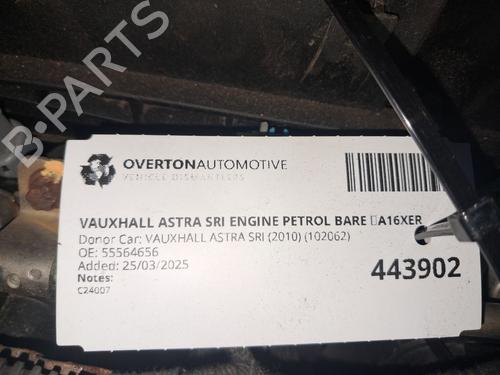 B-PARTS
OVERTONAUTOMOTIVE
VEHICLE DISMANTLERS
VAUXHALL ASTRA SRI ENGINE PETROL BARE ▯A16XER
Donor Car: VAUXHALL ASTRA SRI (2010) (102062)
OE: 55564656
Added: 25/03/2025
443902
Notes:
C24007